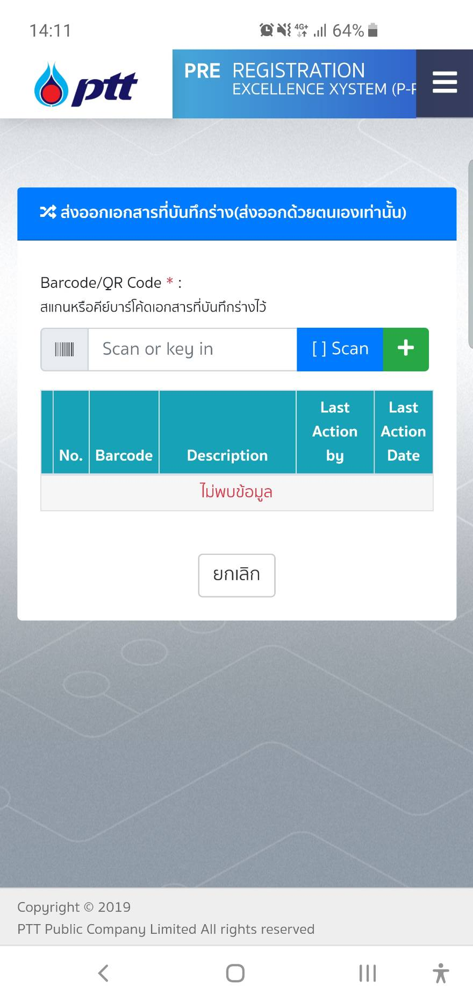 14:11
4G+ 64%
ptt
PRE REGISTRATION
EXCELLENCE XYSTEM (P-F
ส่งออกเอกสารที่บันทึกร่าง(ส่งออกด้วยตนเองเท่านั้น)
Barcode/QR Code * :
สแกนหรือคีย์บาร์โค้ดเอกสารที่บันทึกร่างไว้
Scan or key in
[ ] Scan
No. Barcode Description Last Action by Last Action Date
ไม่พบข้อมูล
ยกเลิก
Copyright © 2019
PTT Public Company Limited All rights reserved